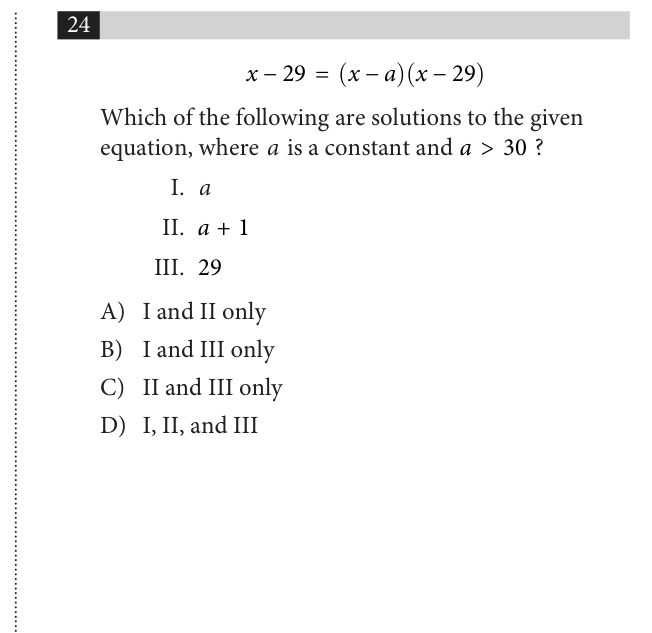 24
x – 29 = (x – a)(x – 29)
Which of the following are solutions to the given
equation, where a is a constant and a > 30 ?
I. a
II. a + 1
III. 29
A) I and II only
B) I and III only
C) II and III only
D) I, II, and III